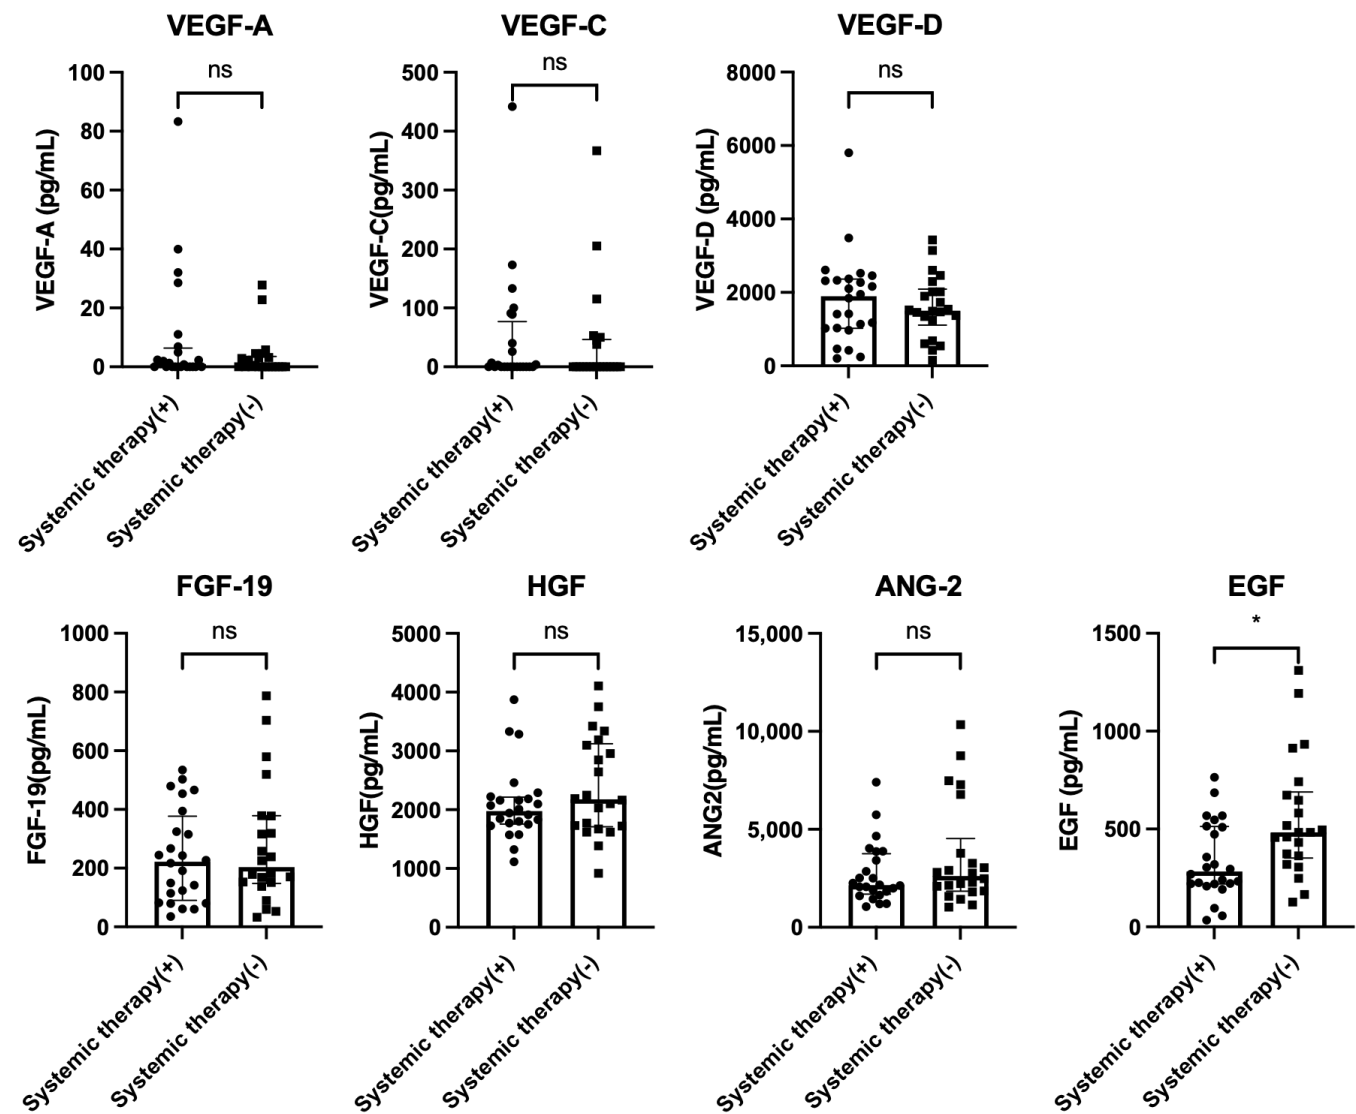 VEGF-A
VEGF-C
VEGF-D
ns
ns
ns
VEGF-A (pg/mL)
100
80
60
40
20
0
VEGF-C(pg/mL)
500
400
300
200
100
0
VEGF-D (pg/mL)
8000
6000
4000
2000
0
Systemic therapy(+)
Systemic therapy(-)
Systemic therapy(+)
Systemic therapy(-)
Systemic therapy(+)
Systemic therapy(-)
FGF-19
HGF
ANG-2
EGF
ns
ns
ns
*
FGF-19(pg/mL)
1000
800
600
400
200
0
HGF(pg/mL)
5000
4000
3000
2000
1000
0
ANG2(pg/mL)
15,000
10,000
5,000
0
EGF (pg/mL)
1500
1000
500
0
Systemic therapy(+)
Systemic therapy(-)
Systemic therapy(+)
Systemic therapy(-)
Systemic therapy(+)
Systemic therapy(-)
Systemic therapy(+)
Systemic therapy(-)